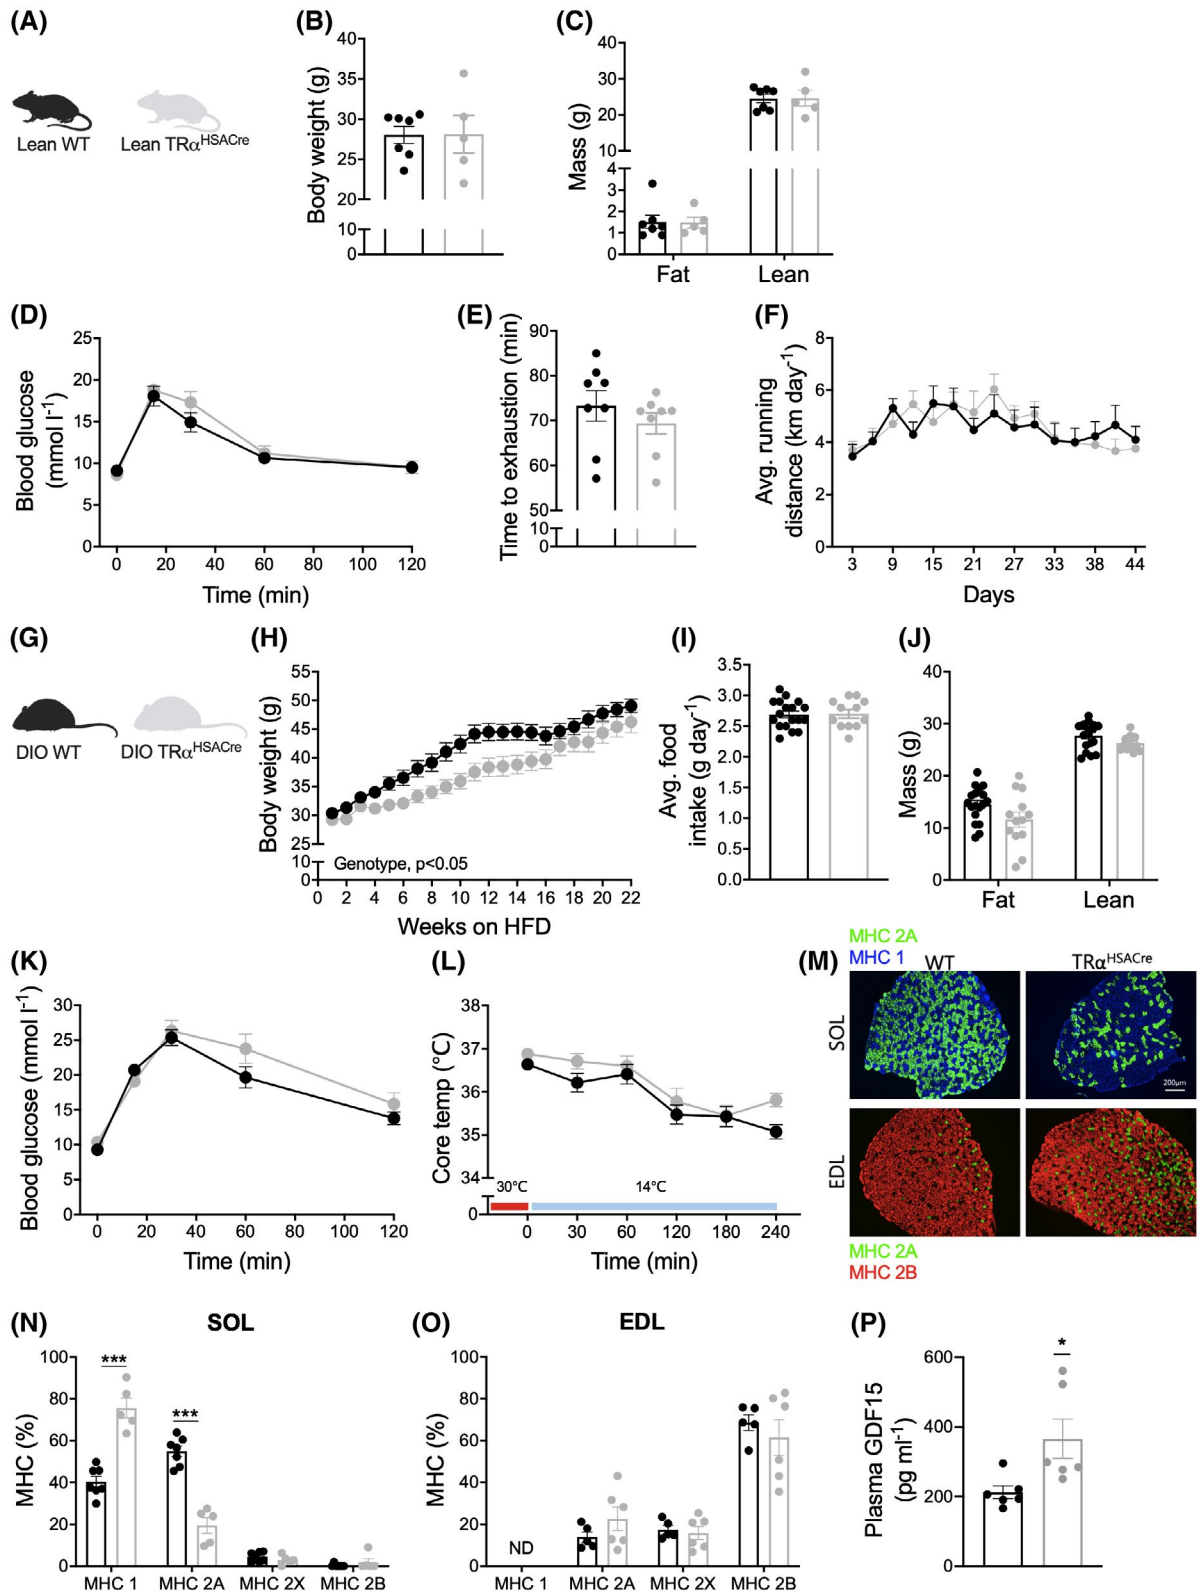 (A)
Lean WT
Lean TRα^HSACre
(B)
Body weight (g)
40
35
30
25
20
10
0
(C)
Mass (g)
40
30
20
10
4
3
2
1
0
Fat
Lean
(D)
Blood glucose
(mmol l⁻¹)
25
20
15
10
5
0
0 20 40 60 80 100 120
Time (min)
(E)
Time to exhaustion (min)
90
80
70
60
50
10
0
(F)
Avg. running
distance (km day⁻¹)
8
6
4
2
0
3 9 15 21 27 33 38 44
Days
(G)
DIO WT
DIO TRα^HSACre
(H)
Body weight (g)
55
50
45
40
35
30
25
10
0
Genotype, p<0.05
0 2 4 6 8 10 12 14 16 18 20 22
Weeks on HFD
(I)
Avg. food
intake (g day⁻¹)
3.5
3.0
2.5
2.0
1.5
1.0
0.5
0.0
(J)
Mass (g)
40
30
20
10
0
Fat
Lean
(K)
Blood glucose (mmol l⁻¹)
30
25
20
15
10
5
0
0 20 40 60 80 100 120
Time (min)
(L)
Core temp (°C)
38
37
36
35
34
0
30°C
14°C
0 30 60 120 180 240
Time (min)
(M)
MHC 2A
MHC 1
WT
TRα^HSACre
SOL
200μm
EDL
MHC 2A
MHC 2B
(N)
SOL
MHC (%)
100
80
60
40
20
0
***
***
MHC 1 MHC 2A MHC 2X MHC 2B
(O)
EDL
MHC (%)
100
80
60
40
20
0
ND
MHC 1 MHC 2A MHC 2X MHC 2B
(P)
Plasma GDF15
(pg ml⁻¹)
600
400
200
0
*